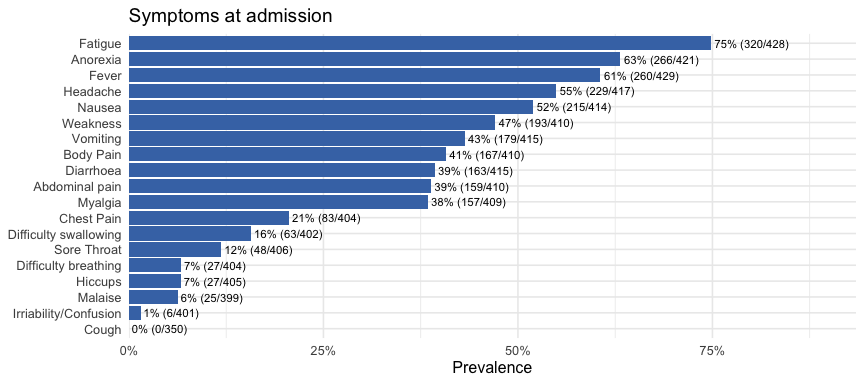 Symptoms at admission
Fatigue 75% (320/428)
Anorexia 63% (266/421)
Fever 61% (260/429)
Headache 55% (229/417)
Nausea 52% (215/414)
Weakness 47% (193/410)
Vomiting 43% (179/415)
Body Pain 41% (167/410)
Diarrhoea 39% (163/415)
Abdominal pain 39% (159/410)
Myalgia 38% (157/409)
Chest Pain 21% (83/404)
Difficulty swallowing 16% (63/402)
Sore Throat 12% (48/406)
Difficulty breathing 7% (27/404)
Hiccups 7% (27/405)
Malaise 6% (25/399)
Irriability/Confusion 1% (6/401)
Cough 0% (0/350)
0% 25% 50% 75%
Prevalence